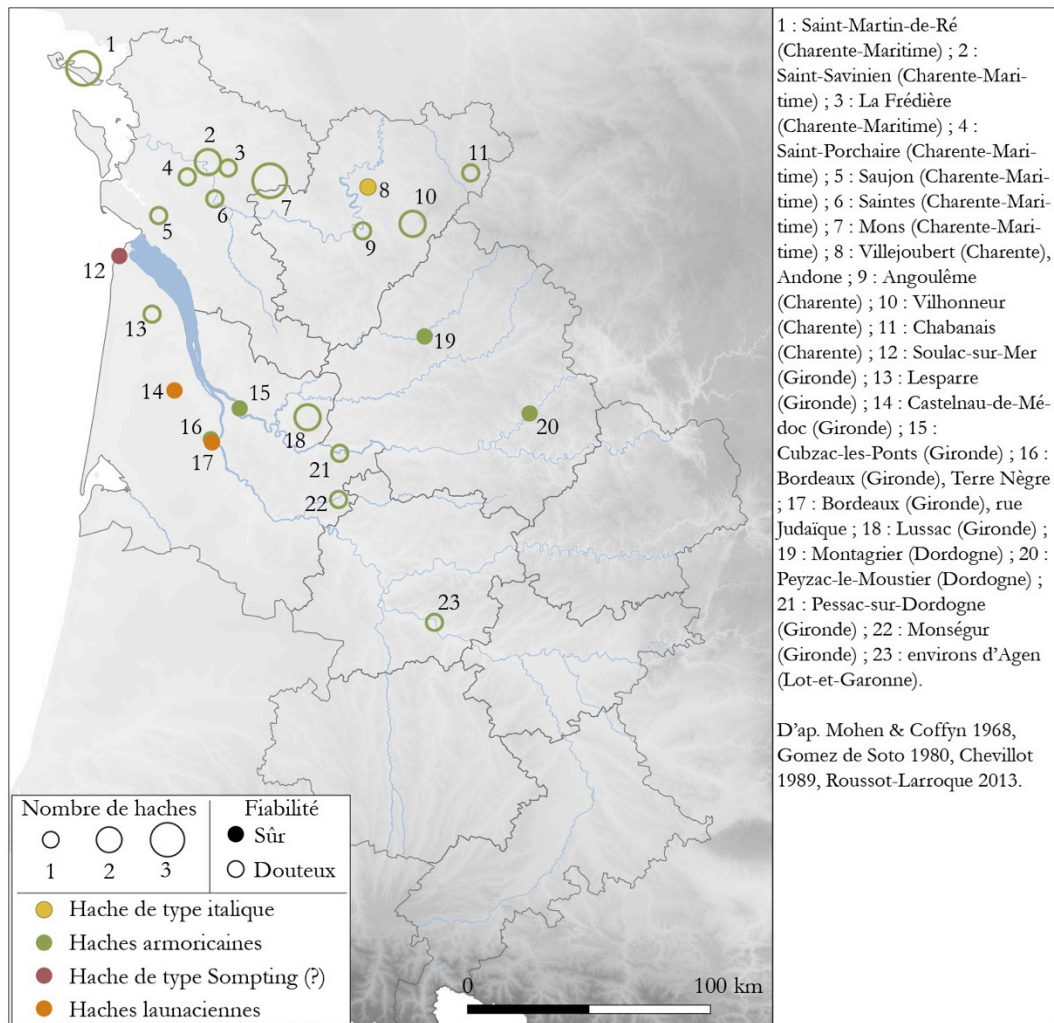 1
2
3
4
5
6
7
8
9
10
11
12
13
14
15
16
17
18
19
20
21
22
23
0
100 km
Nombre de haches
1
2
3
Fiabilité
Sûr
Douteux
Hache de type italique
Haches armoricaines
Hache de type Sompting (?)
Haches launaciennes
1 : Saint-Martin-de-Ré
(Charente-Maritime) ; 2 :
Saint-Savinien (Charente-Mari-
time) ; 3 : La Frédière
(Charente-Maritime) ; 4 :
Saint-Porchaire (Charente-Mari-
time) ; 5 : Saujon (Charente-Mari-
time) ; 6 : Saintes (Charente-Mari-
time) ; 7 : Mons (Charente-Mari-
time) ; 8 : Villejoubert (Charente),
Andone ; 9 : Angoulême
(Charente) ; 10 : Vilhonneur
(Charente) ; 11 : Chabanais
(Charente) ; 12 : Soulac-sur-Mer
(Gironde) ; 13 : Lesparre
(Gironde) ; 14 : Castelnau-de-Mé-
doc (Gironde) ; 15 :
Cubzac-les-Ponts (Gironde) ; 16 :
Bordeaux (Gironde), Terre Nègre
; 17 : Bordeaux (Gironde), rue
Judaïque ; 18 : Lussac (Gironde) ;
19 : Montagrier (Dordogne) ; 20 :
Peyzac-le-Moustier (Dordogne) ;
21 : Pessac-sur-Dordogne
(Gironde) ; 22 : Monségur
(Gironde) ; 23 : environs d'Agen
(Lot-et-Garonne).
D'ap. Mohen & Coffyn 1968,
Gomez de Soto 1980, Chevillot
1989, Roussot-Larroque 2013.